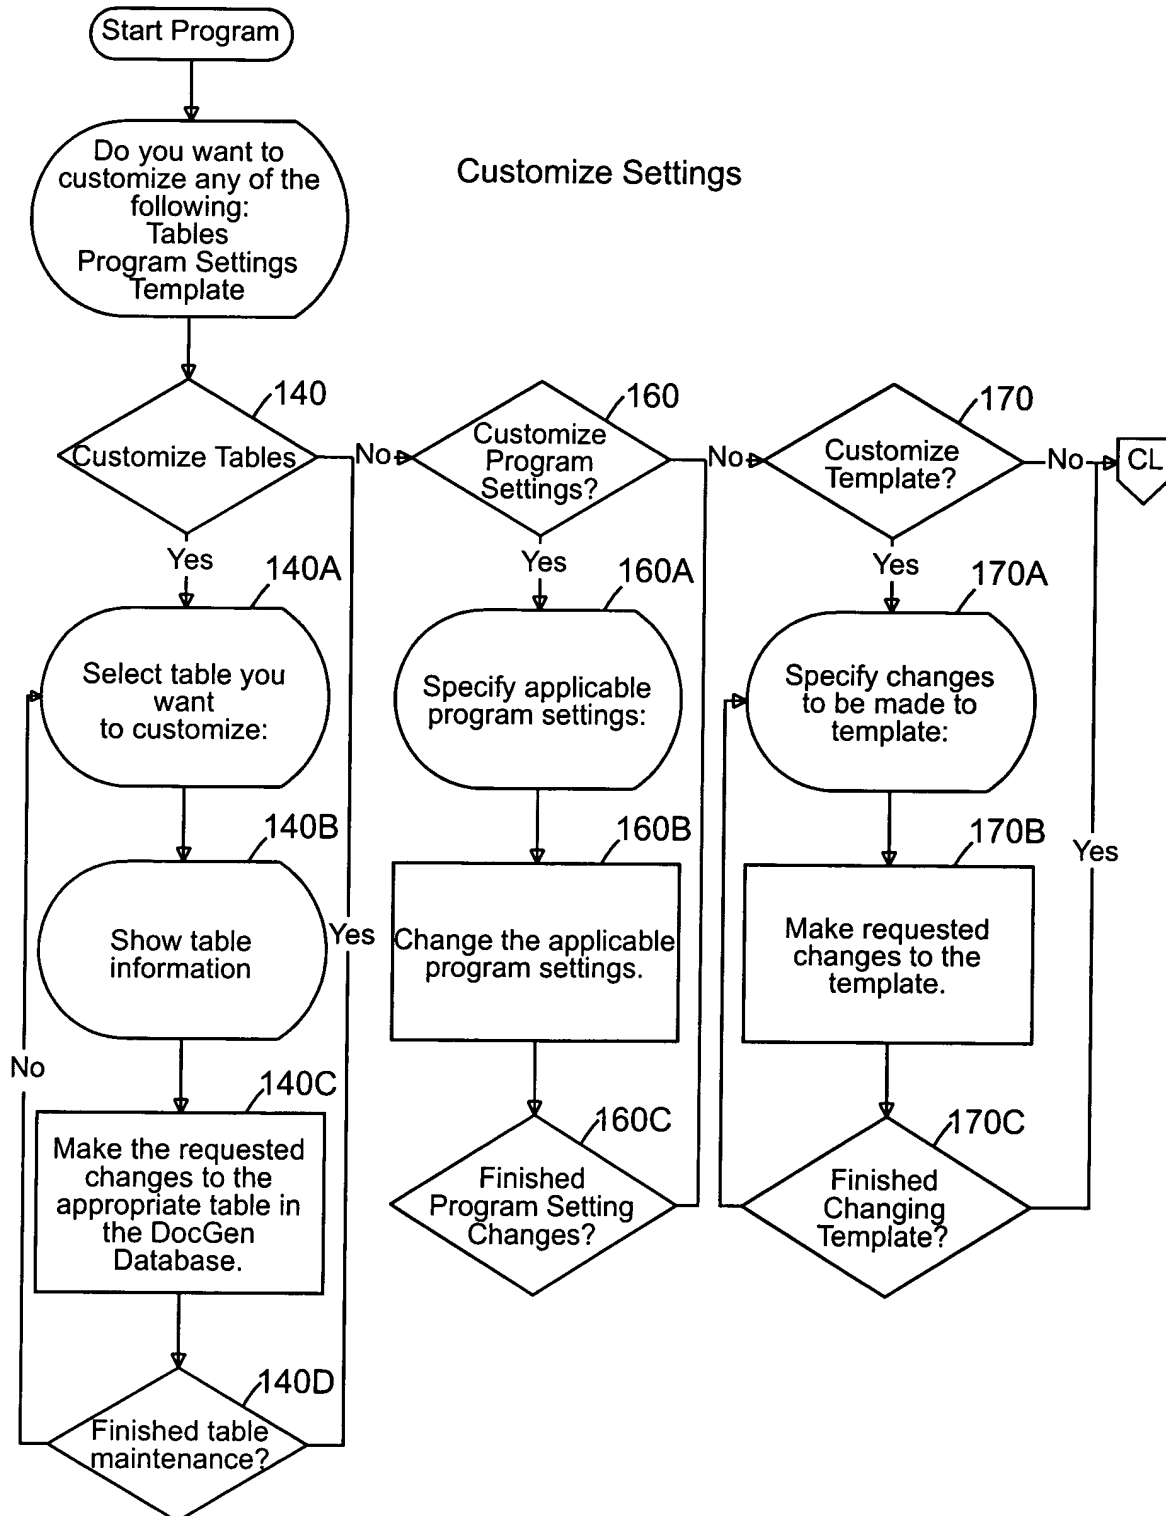 Start Program
Do you want to
customize any of the
following:
Tables
Program Settings
Template
Customize Settings
140
Customize Tables
No
160
Customize
Program
Settings?
No
170
Customize
Template?
No
CL
Yes
140A
Select table you
want
to customize:
140B
Show table
information
Yes
No
140C
Make the requested
changes to the
appropriate table in
the DocGen
Database.
140D
Finished table
maintenance?
Yes
160A
Specify applicable
program settings:
160B
Change the applicable
program settings.
160C
Finished
Program Setting
Changes?
Yes
170A
Specify changes
to be made to
template:
170B
Make requested
changes to the
template.
Yes
170C
Finished
Changing
Template?